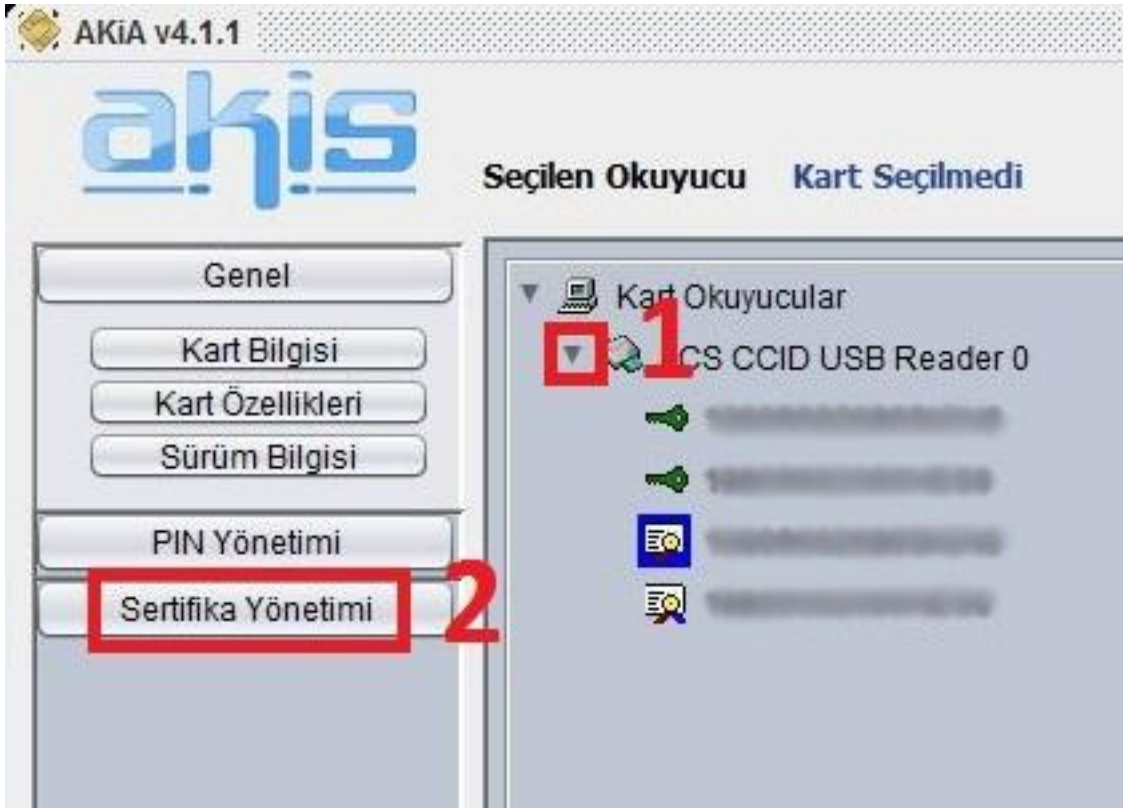 AKiA v4.1.1
akis
Seçilen Okuyucu Kart Seçilmedi
Genel
Kart Bilgisi
Kart Özellikleri
Sürüm Bilgisi
PIN Yönetimi
Sertifika Yönetimi
2
Kart Okuyucular
1
CS CCID USB Reader 0